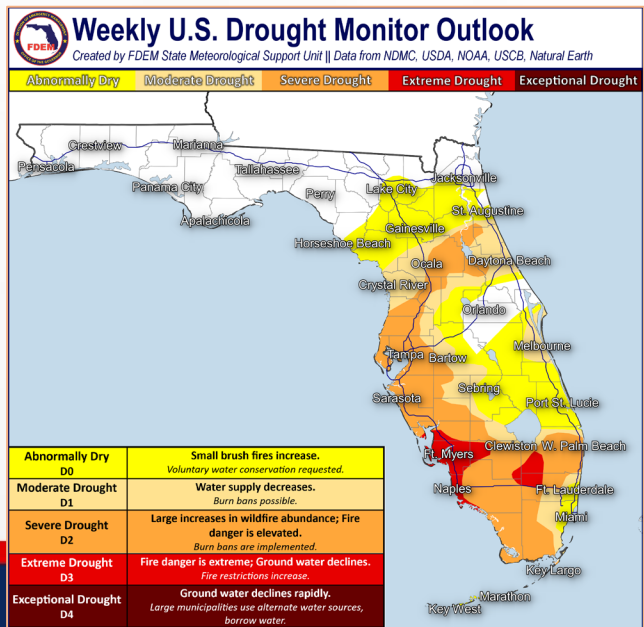 Weekly U.S. Drought Monitor Outlook
FDEM
Created by FDEM State Meteorological Support Unit || Data from NDMC, USDA, NOAA, USCB, Natural Earth
Abnormally Dry Moderate Drought Severe Drought Extreme Drought Exceptional Drought
Crestview Marianna
Pensacola
Tallahassee
Panama City
Perry
Apalachicola
Lake City
Jacksonville
St. Augustine
Gainesville
Horseshoe Beach
Ocala
Daytona Beach
Crystal River
Orlando
Melbourne
Tampa Bartow
Sebring
Sarasota
Port St. Lucie
Clewiston W. Palm Beach
Ft. Myers
Naples
Ft. Lauderdale
Miami
Key Largo
Marathon
Key West
Abnormally Dry
D0
Small brush fires increase.
Voluntary water conservation requested.
Moderate Drought
D1
Water supply decreases.
Burn bans possible.
Severe Drought
D2
Large increases in wildfire abundance; Fire
danger is elevated.
Burn bans are implemented.
Extreme Drought
D3
Fire danger is extreme; Ground water declines.
Fire restrictions increase.
Exceptional Drought
D4
Ground water declines rapidly.
Large municipalities use alternate water sources,
borrow water.